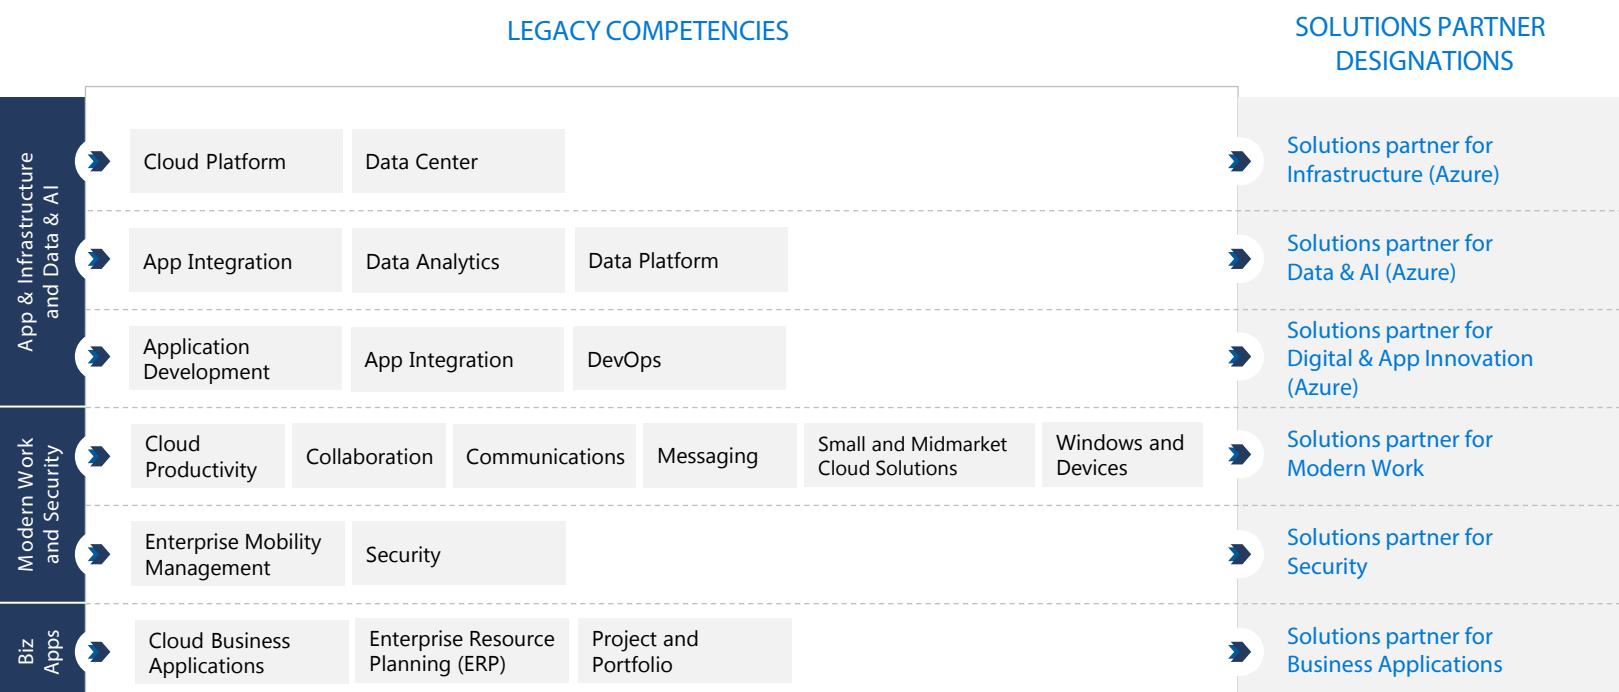 LEGACY COMPETENCIES
SOLUTIONS PARTNER
DESIGNATIONS
App & Infrastructure
and Data & AI
Cloud Platform
Data Center
Solutions partner for
Infrastructure (Azure)
App Integration
Data Analytics
Data Platform
Solutions partner for
Data & AI (Azure)
Application
Development
App Integration
DevOps
Solutions partner for
Digital & App Innovation
(Azure)
Modern Work
and Security
Cloud
Productivity
Collaboration
Communications
Messaging
Small and Midmarket
Cloud Solutions
Windows and
Devices
Solutions partner for
Modern Work
Enterprise Mobility
Management
Security
Solutions partner for
Security
Biz
Apps
Cloud Business
Applications
Enterprise Resource
Planning (ERP)
Project and
Portfolio
Solutions partner for
Business Applications